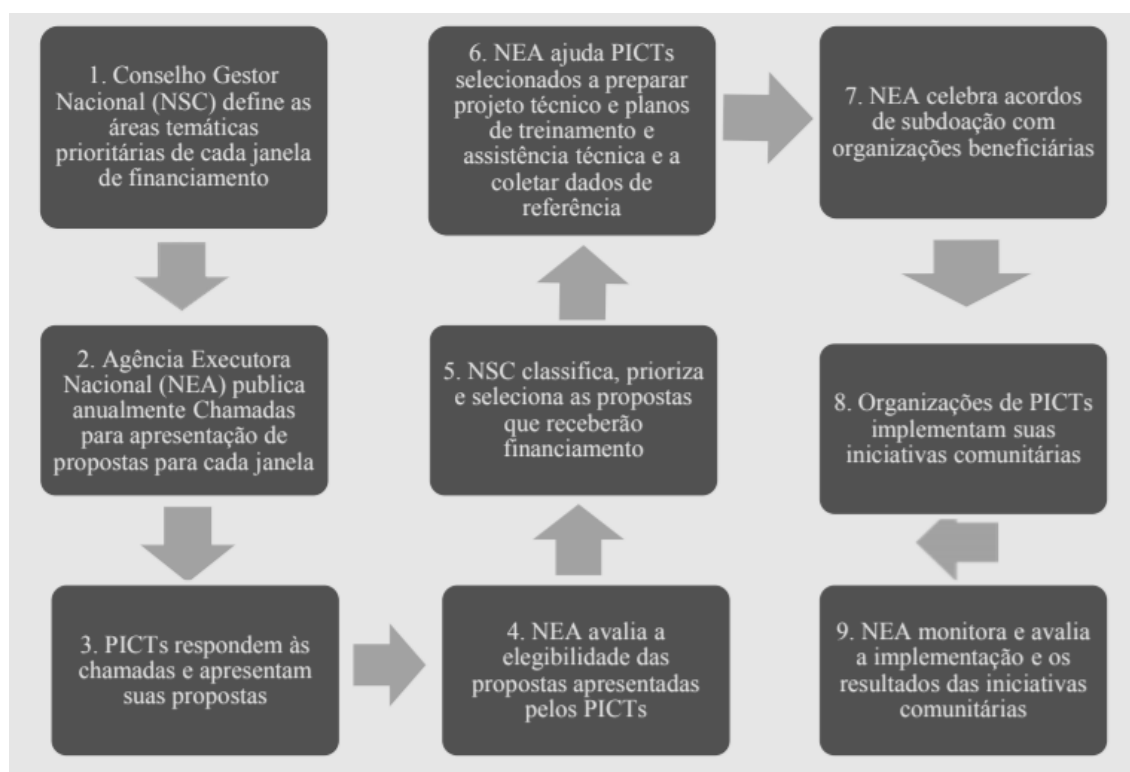 1. Conselho Gestor
Nacional (NSC) define as
áreas temáticas
prioritárias de cada janela
de financiamento
2. Agência Executora
Nacional (NEA) publica
anualmente Chamadas
para apresentação de
propostas para cada janela
3. PICTs respondem às
chamadas e apresentam
suas propostas
4. NEA avalia a
elegibilidade das
propostas apresentadas
pelos PICTs
5. NSC classifica, prioriza
e seleciona as propostas
que receberão
financiamento
6. NEA ajuda PICTs
selecionados a preparar
projeto técnico e planos
de treinamento e
assistência técnica e a
coletar dados de
referência
7. NEA celebra acordos
de subdoação com
organizações beneficiárias
8. Organizações de PICTs
implementam suas
iniciativas comunitárias
9. NEA monitora e avalia
a implementação e os
resultados das iniciativas
comunitárias